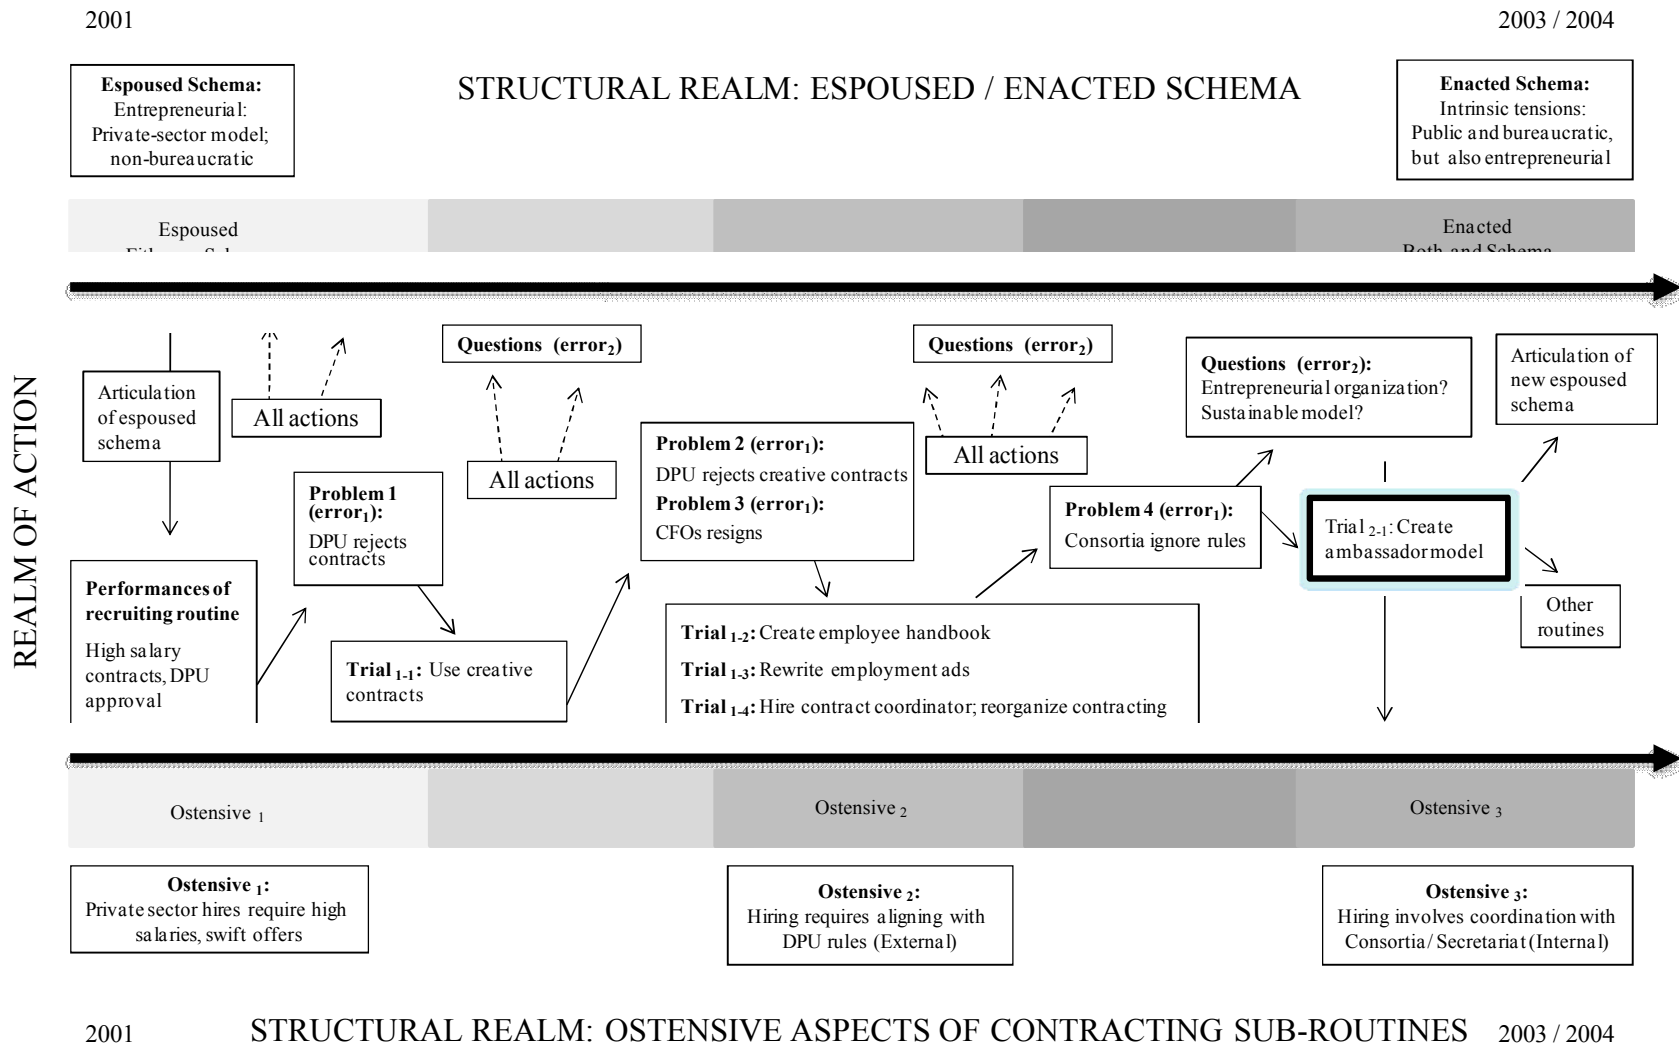 2001
2003 / 2004
Espoused Schema:
Entrepreneurial:
Private-sector model;
non-bureaucratic
STRUCTURAL REALM: ESPOUSED / ENACTED SCHEMA
Enacted Schema:
Intrinsic tensions:
Public and bureaucratic,
but also entrepreneurial
Espoused
Enacted
Both-and Schema
REALM OF ACTION
Articulation
of espoused
schema
All actions
Questions (error2)
All actions
Problem 1
(error1):
DPU rejects
contracts
Performances of
recruiting routine
High salary
contracts, DPU
approval
Trial 1-1: Use creative
contracts
Problem 2 (error1):
DPU rejects creative contracts
Problem 3 (error1):
CFOs resigns
Questions (error2)
All actions
Trial 1-2: Create employee handbook
Trial 1-3: Rewrite employment ads
Trial 1-4: Hire contract coordinator; reorganize contracting
Problem 4 (error1):
Consortia ignore rules
Questions (error2):
Entrepreneurial organization?
Sustainable model?
Trial 2-1: Create
ambassador model
Articulation of
new espoused
schema
Other
routines
Ostensive 1
Ostensive 2
Ostensive 3
Ostensive 1:
Private sector hires require high
salaries, swift offers
Ostensive 2:
Hiring requires aligning with
DPU rules (External)
Ostensive 3:
Hiring involves coordination with
Consortia / Secretariat (Internal)
2001
STRUCTURAL REALM: OSTENSIVE ASPECTS OF CONTRACTING SUB-ROUTINES
2003 / 2004